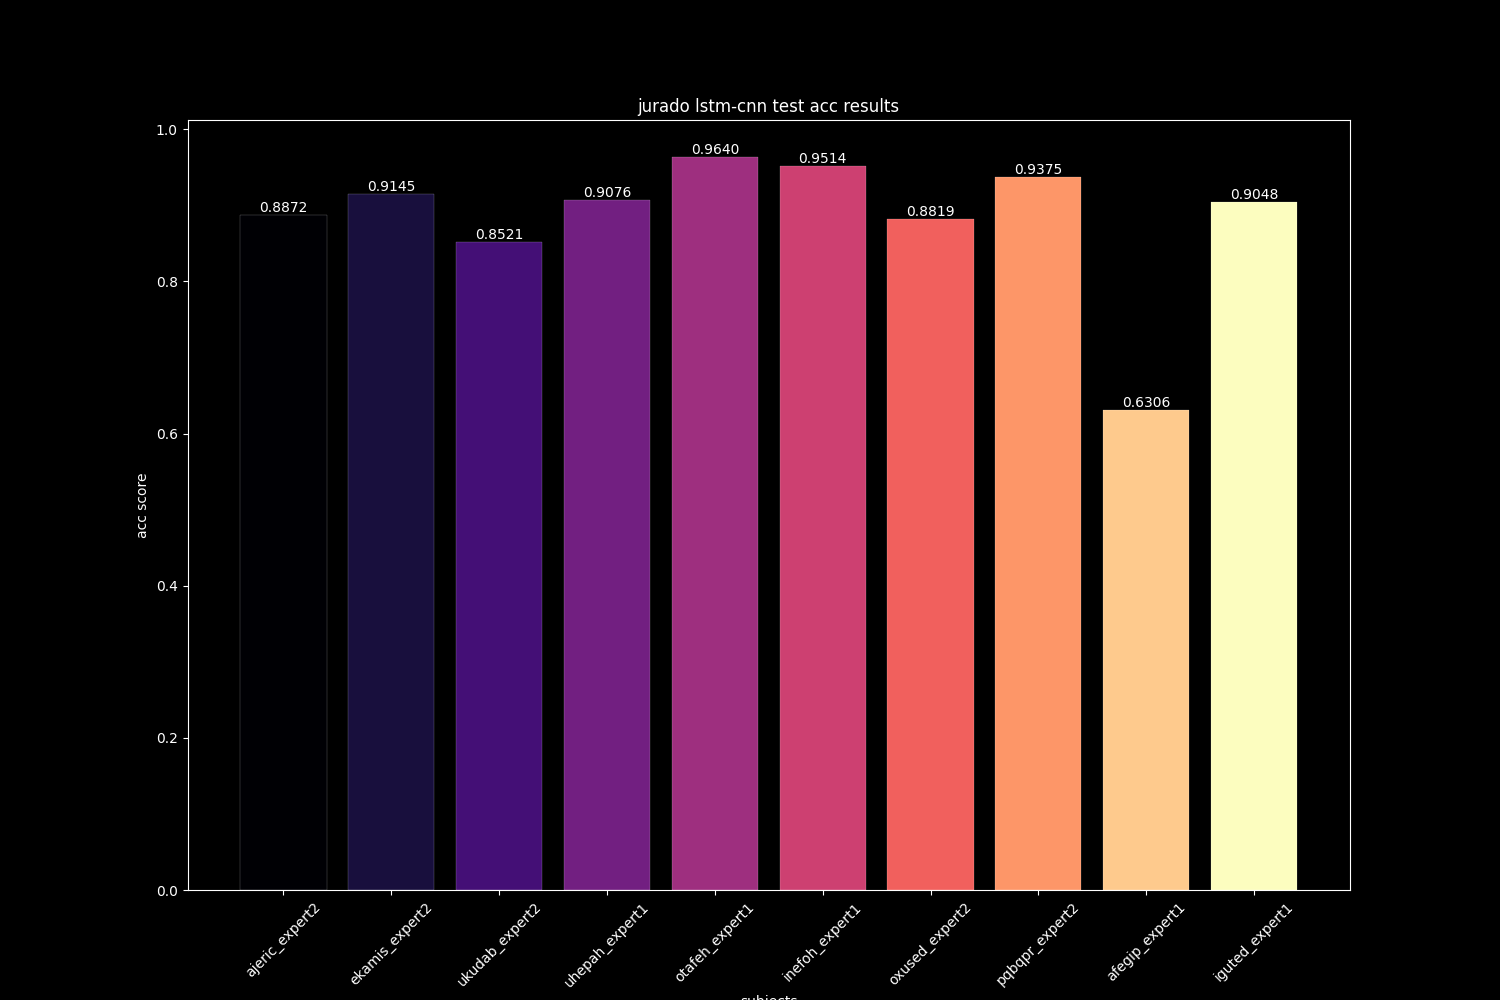 jurado lstm-cnn test acc results
1.0
0.8
0.6
0.4
0.2
0.0
acc score
0.8872
0.9145
0.8521
0.9076
0.9640
0.9514
0.8819
0.9375
0.6306
0.9048
ajeric_expert2
ekamis_expert2
ukudab_expert2
uhepah_expert1
otafeh_expert1
inefoh_expert1
oxused_expert2
pqbqpr_expert2
afegip_expert1
iguted_expert1
subjects